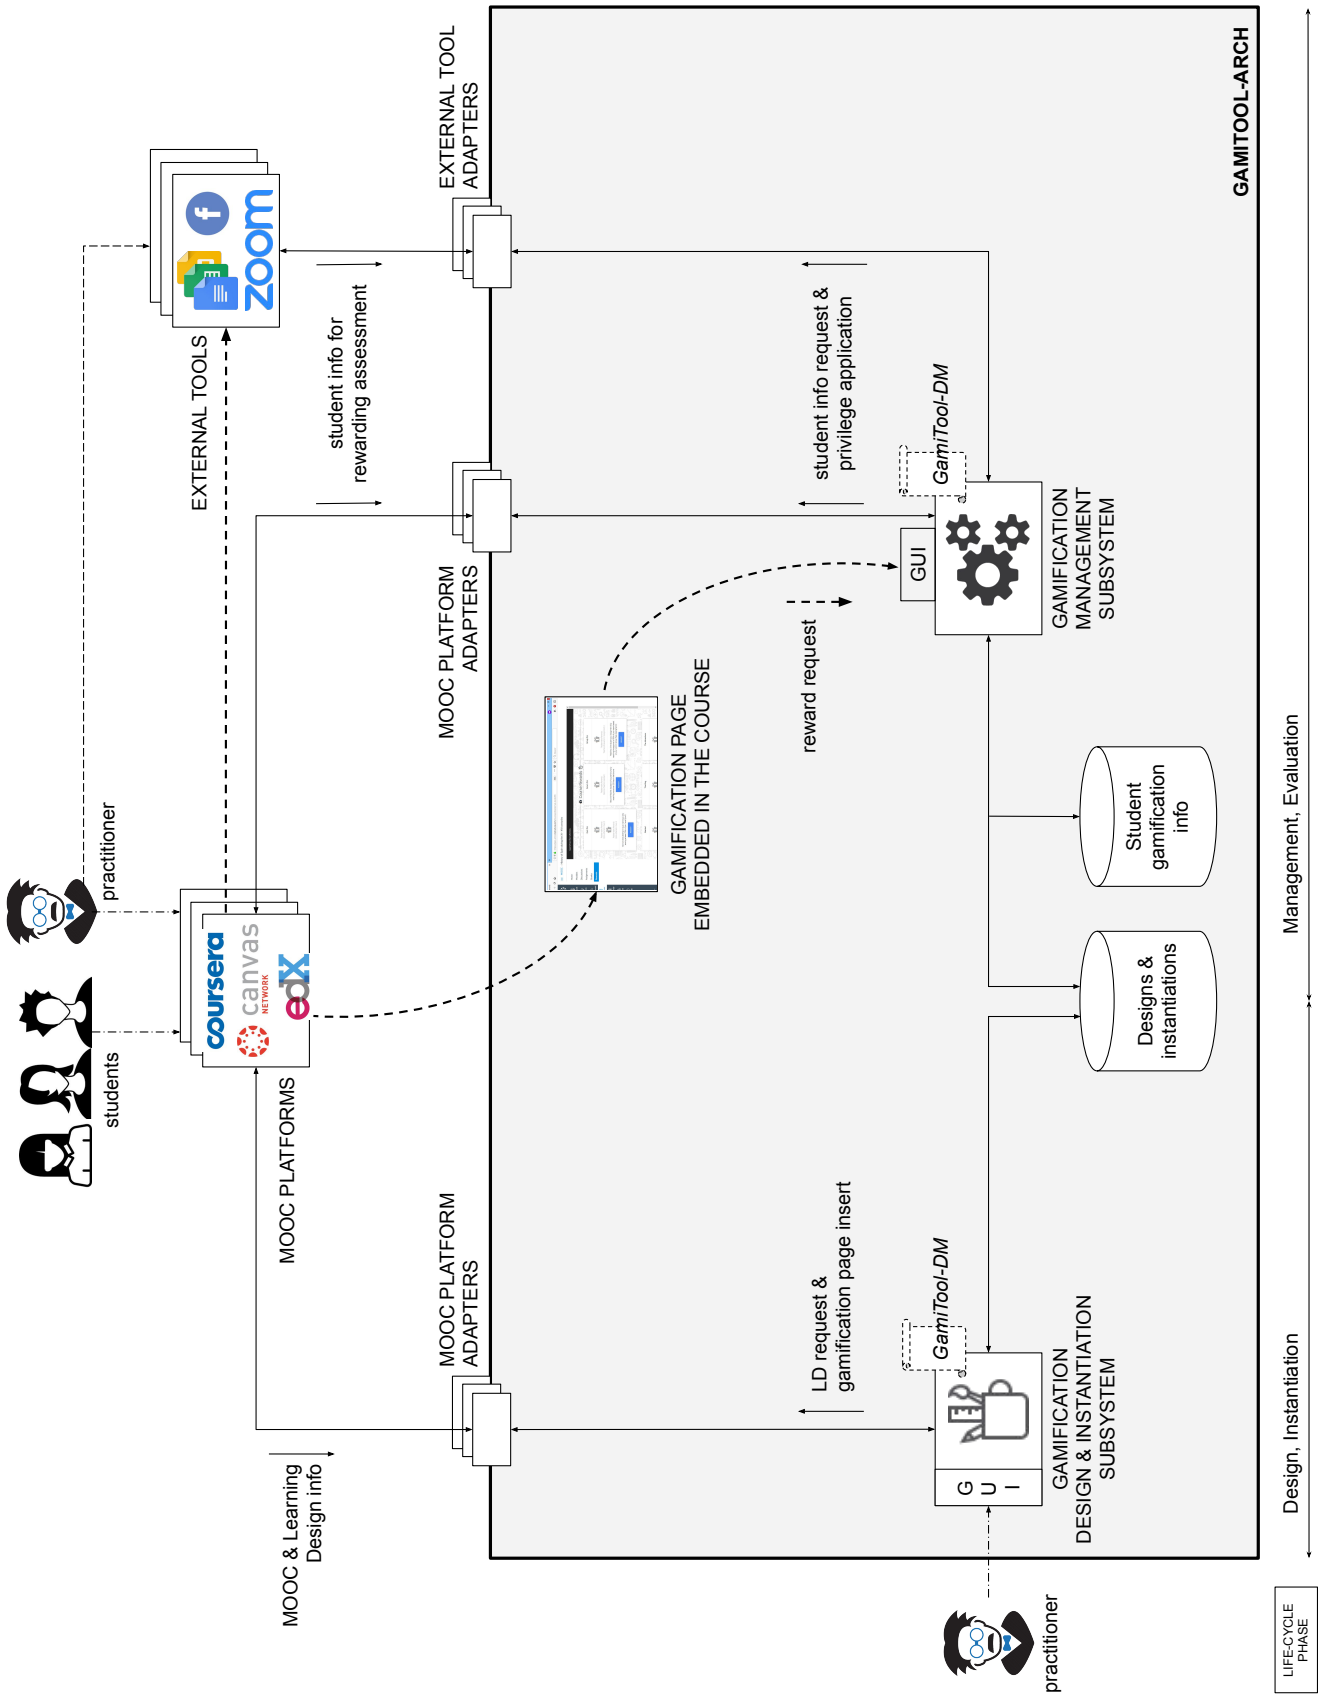 students
practitioner
coursera
canvas
NETWORK
edX
MOOC PLATFORMS
f
zoom
EXTERNAL TOOLS
MOOC & Learning
Design info
student info for
rewarding assessment
MOOC PLATFORM
ADAPTERS
MOOC PLATFORM
ADAPTERS
EXTERNAL TOOL
ADAPTERS
GAMIFICATION PAGE
EMBEDDED IN THE COURSE
LD request &
gamification page insert
reward request
student info request &
privilege application
GamiTool-DM
GamiTool-DM
G
U
I
GUI
practitioner
GAMIFICATION
DESIGN & INSTANTIATION
SUBSYSTEM
GAMIFICATION
MANAGEMENT
SUBSYSTEM
Designs &
instantiations
Student
gamification
info
GAMITOOL-ARCH
LIFE-CYCLE
PHASE
Design, Instantiation
Management, Evaluation